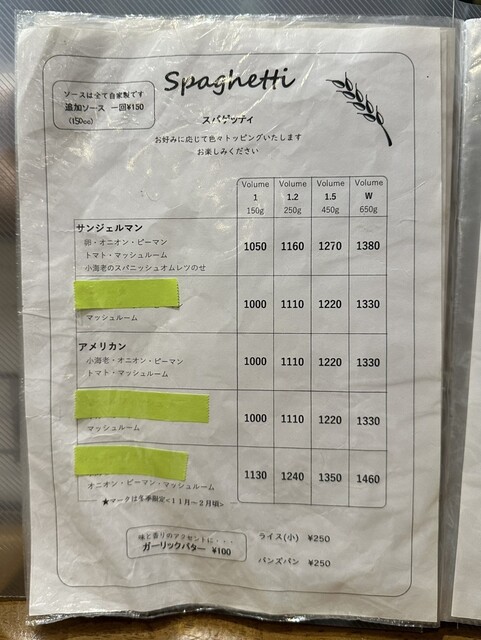 Spaghetti
ソースは全て自家製です
追加ソース 一回¥150
(150cc)
スパゲッティ
お好みに応じて色々トッピングいたします
お楽しみください
Volume Volume Volume Volume
1 1.2 1.5 W
150g 250g 450g 650g
サンジェルマン
卵・オニオン・ピーマン
トマト・マッシュルーム
小海老のスパニッシュオムレツのせ
1050 1160 1270 1380
マッシュルーム
1000 1110 1220 1330
アメリカン
小海老・オニオン・ピーマン
トマト・マッシュルーム
1000 1110 1220 1330
マッシュルーム
1000 1110 1220 1330
オニオン・ピーマン・マッシュルーム
1130 1240 1350 1460
★マークは冬季限定<11月～2月頃>
味と香りのアクセントに・・・
ガーリックバター ¥100
ライス(小) ¥250
バンズパン ¥250